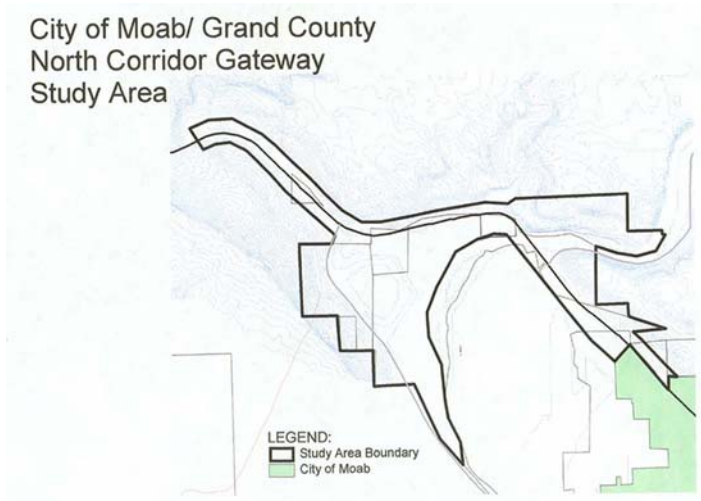 City of Moab/ Grand County
North Corridor Gateway
Study Area
LEGEND:
Study Area Boundary
City of Moab